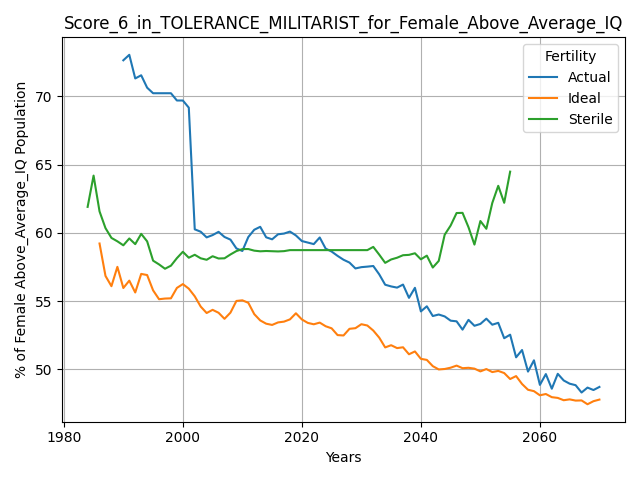 Score_6_in_TOLERANCE_MILITARIST_for_Female_Above_Average_IQ
% of Female Above_Average_IQ Population
70
65
60
55
50
Fertility
Actual
Ideal
Sterile
1980
2000
2020
2040
2060
Years